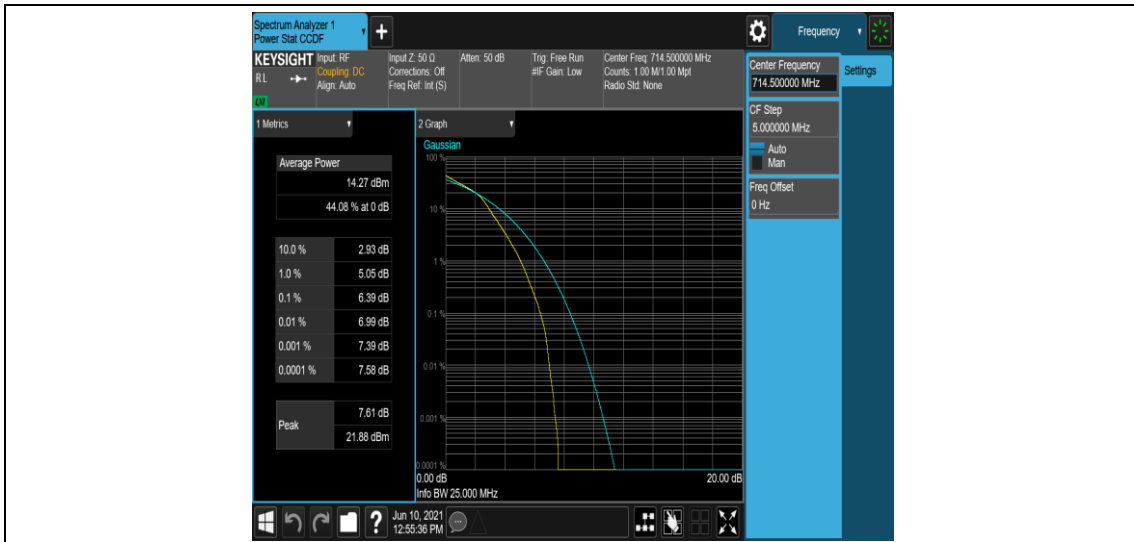 Spectrum Analyzer 1
Power Stat CCDF
+
Frequency
KEYSIGHT
RL
LXI
Input: RF
Coupling: DC
Align: Auto
Input Z: 50 Ω
Corrections: Off
Freq Ref: Int (S)
Atten: 50 dB
Trig: Free Run
#IF Gain: Low
Center Freq: 714.500000 MHz
Counts: 1.00 M/1.00 Mpt
Radio Std: None
Center Frequency
714.500000 MHz
Settings
CF Step
5.000000 MHz
Auto
Man
Freq Offset
0 Hz
1 Metrics
Average Power
14.27 dBm
44.08 % at 0 dB
10.0 % 2.93 dB
1.0 % 5.05 dB
0.1 % 6.39 dB
0.01 % 6.99 dB
0.001 % 7.39 dB
0.0001 % 7.58 dB
Peak
7.61 dB
21.88 dBm
2 Graph
Gaussian
100 %
10 %
1 %
0.1 %
0.01 %
0.001 %
0.0001 %
0.00 dB 20.00 dB
Info BW 25.000 MHz
?
Jun 10, 2021
12:55:36 PM